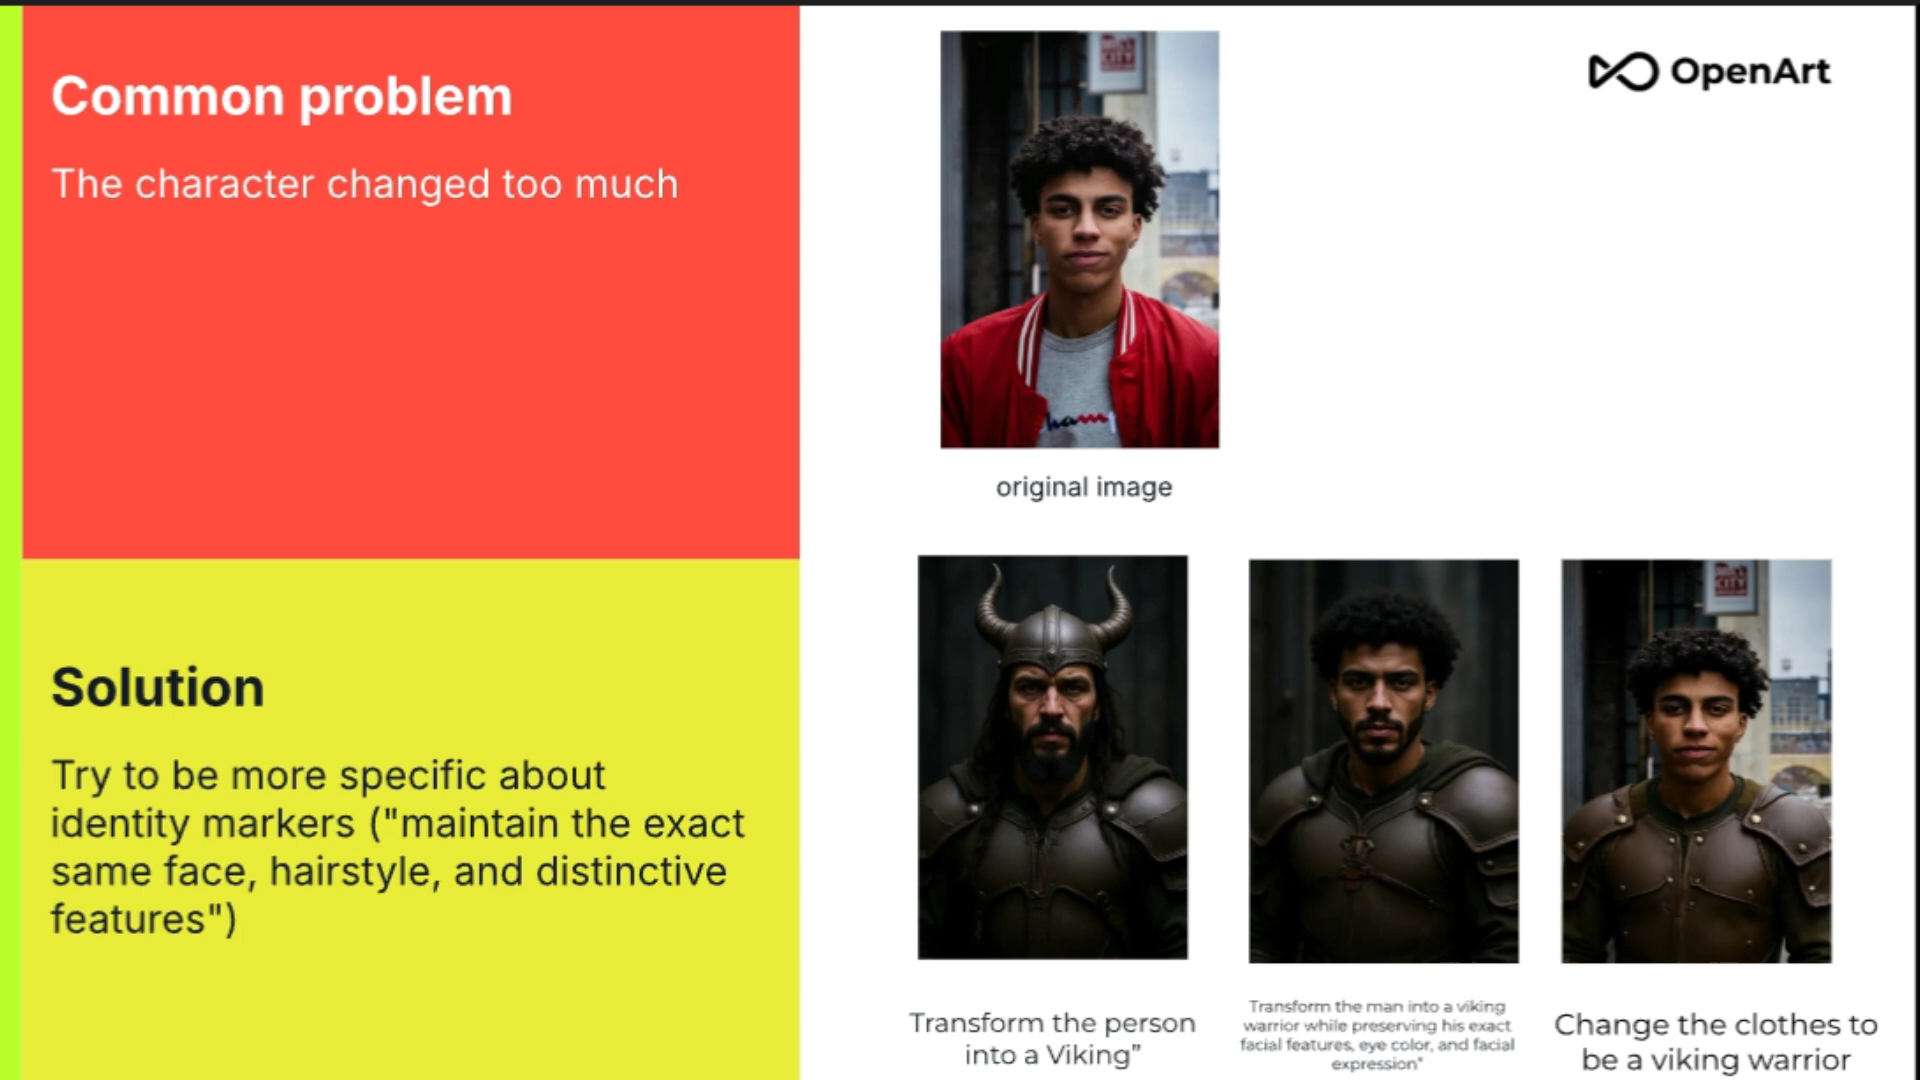 Common problem
The character changed too much
OpenArt
CITY
ham
original image
Solution
Try to be more specific about
identity markers ("maintain the exact
same face, hairstyle, and distinctive
features")
CITY
Transform the person
into a Viking”
Transform the man into a viking
warrior while preserving his exact
facial features, eye color, and facial
expression"
Change the clothes to
be a viking warrior